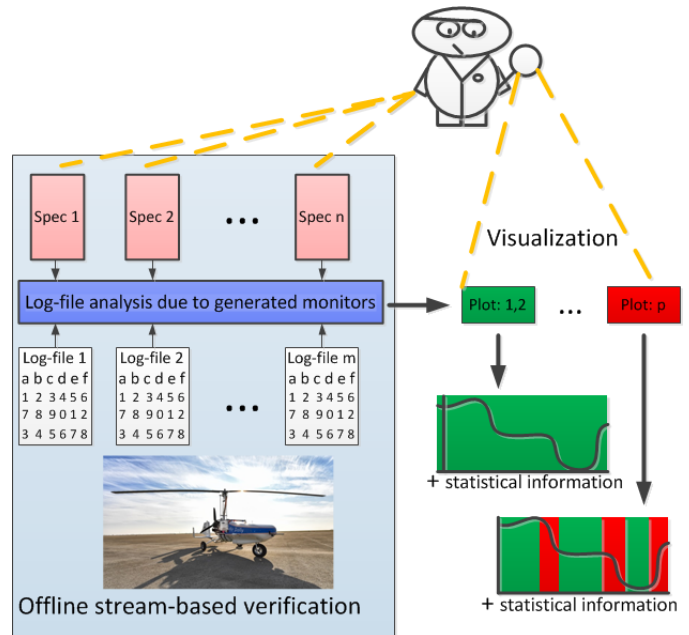 Spec 1
Spec 2
...
Spec n
Visualization
Log-file analysis due to generated monitors
Plot: 1,2
...
Plot: p
Log-file 1
a b c d e f
1 2 3 4 5 6
7 8 9 0 1 2
3 4 5 6 7 8
Log-file 2
a b c d e f
1 2 3 4 5 6
7 8 9 0 1 2
3 4 5 6 7 8
...
Log-file m
a b c d e f
1 2 3 4 5 6
7 8 9 0 1 2
3 4 5 6 7 8
+ statistical information
+ statistical information
Offline stream-based verification